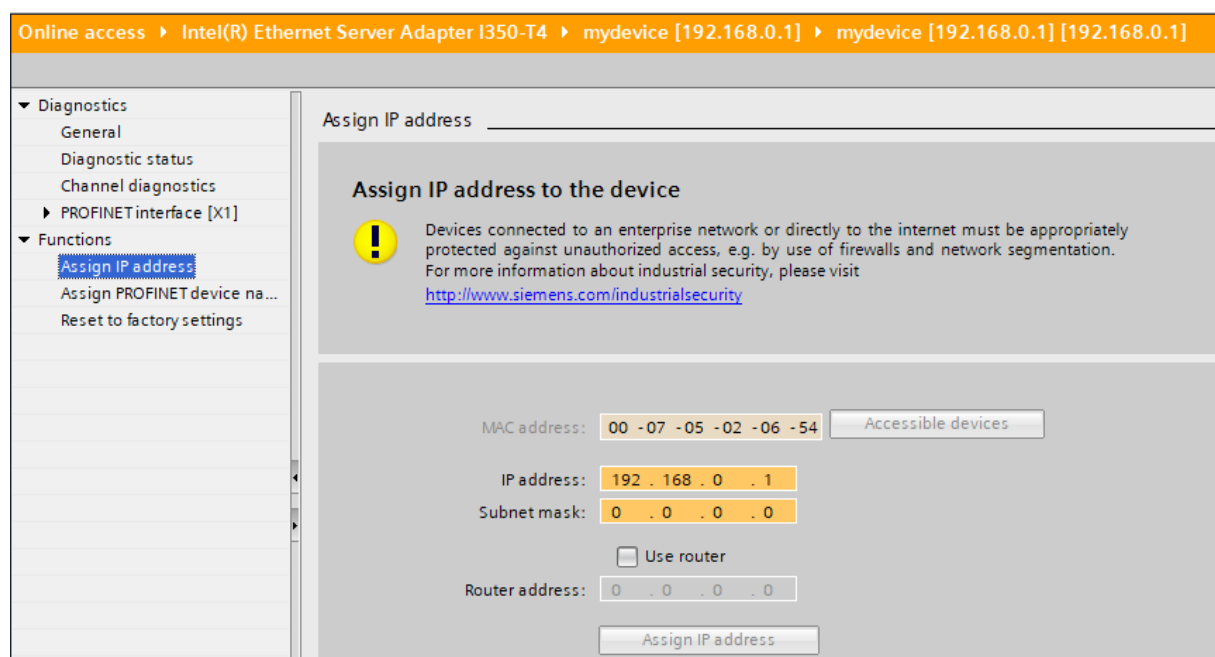 Online access ▸ Intel(R) Ethernet Server Adapter I350-T4 ▸ mydevice [192.168.0.1] ▸ mydevice [192.168.0.1] [192.168.0.1]
Diagnostics
General
Diagnostic status
Channel diagnostics
PROFINET interface [X1]
Functions
Assign IP address
Assign PROFINET device na...
Reset to factory settings
Assign IP address
Assign IP address to the device
Devices connected to an enterprise network or directly to the internet must be appropriately
protected against unauthorized access, e.g. by use of firewalls and network segmentation.
For more information about industrial security, please visit
http://www.siemens.com/industrialsecurity
MAC address: 00 -07 -05 -02 -06 -54 Accessible devices
IP address: 192 . 168 . 0 . 1
Subnet mask: 0 . 0 . 0 . 0
Use router
Router address: 0 . 0 . 0 . 0
Assign IP address